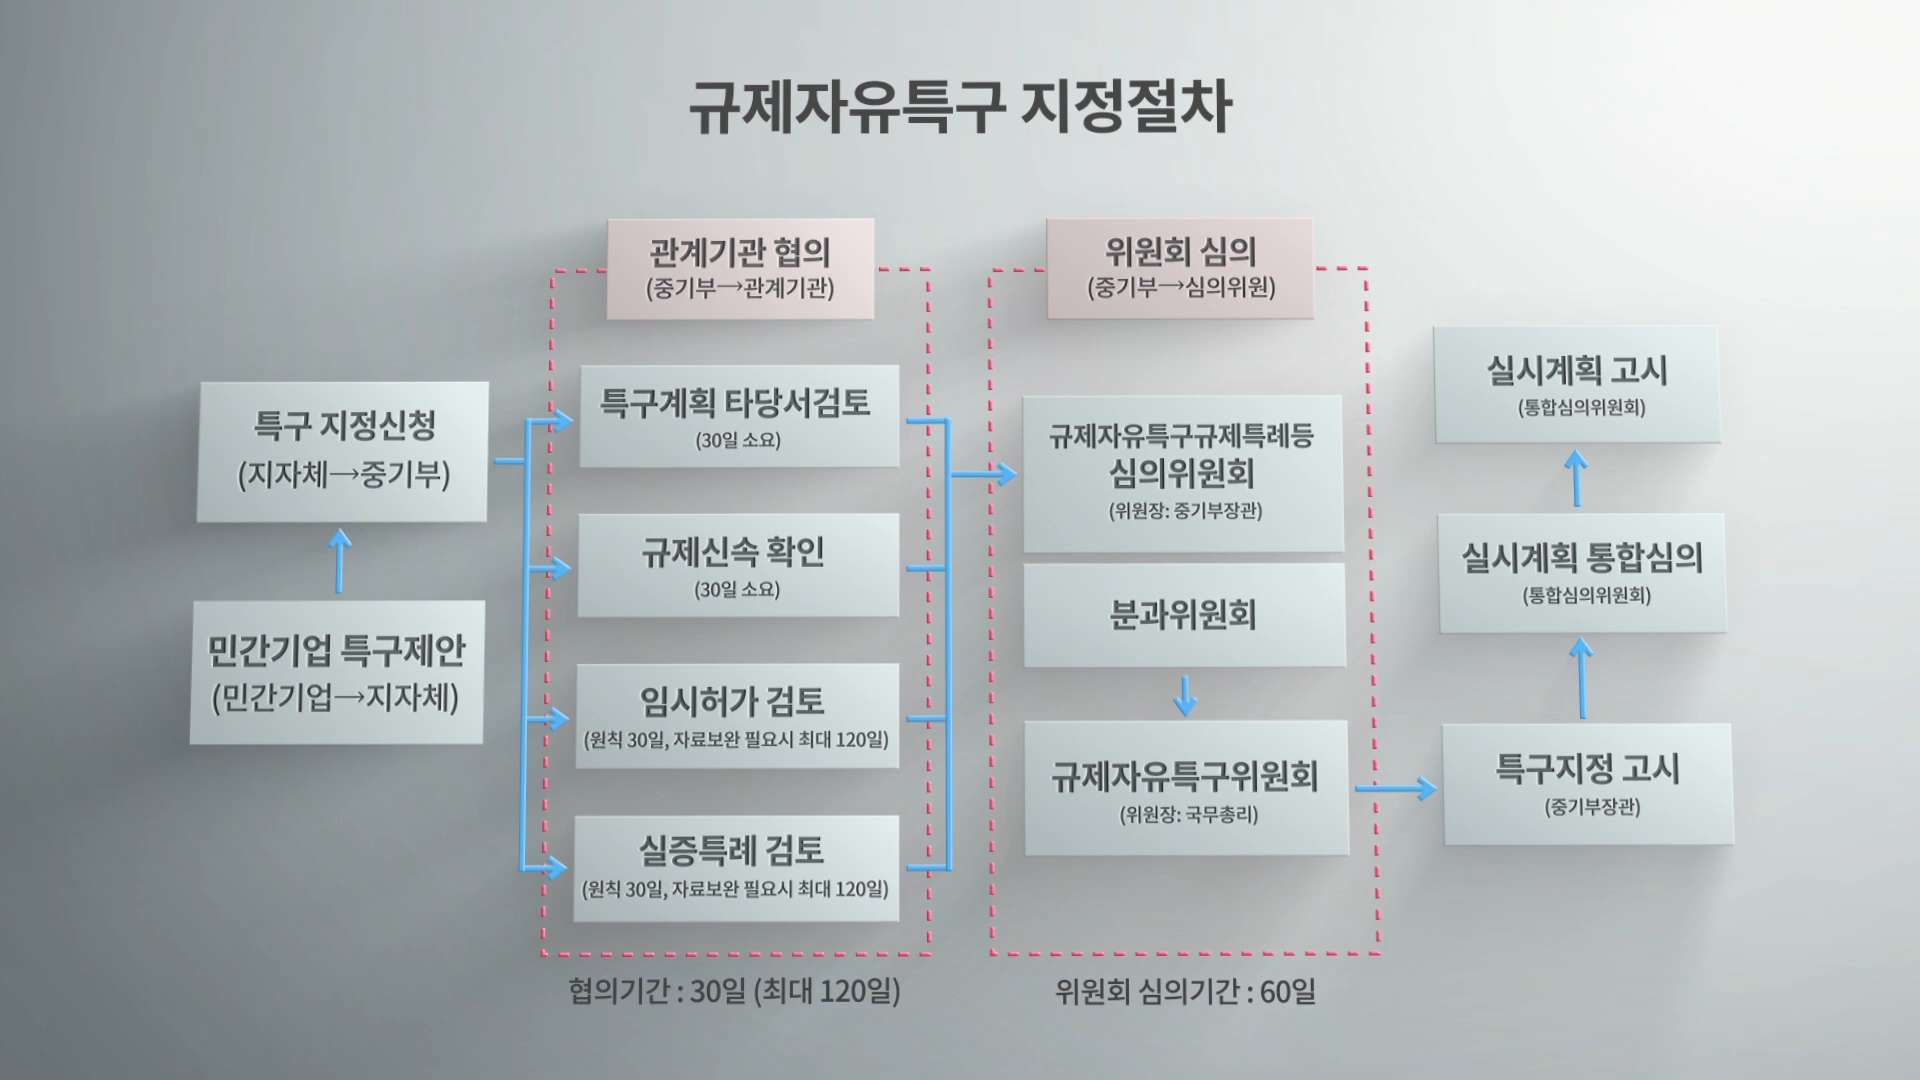 규제자유특구 지정절차
특구 지정신청
(지자체→중기부)
민간기업 특구제안
(민간기업→지자체)
관계기관 협의
(중기부→관계기관)
특구계획 타당서검토
(30일 소요)
규제신속 확인
(30일 소요)
임시허가 검토
(원칙 30일, 자료보완 필요시 최대 120일)
실증특례 검토
(원칙 30일, 자료보완 필요시 최대 120일)
협의기간 : 30일 (최대 120일)
위원회 심의
(중기부→심의위원)
규제자유특구규제특례등
심의위원회
(위원장: 중기부장관)
분과위원회
규제자유특구위원회
(위원장: 국무총리)
위원회 심의기간 : 60일
실시계획 고시
(통합심의위원회)
실시계획 통합심의
(통합심의위원회)
특구지정 고시
(중기부장관)